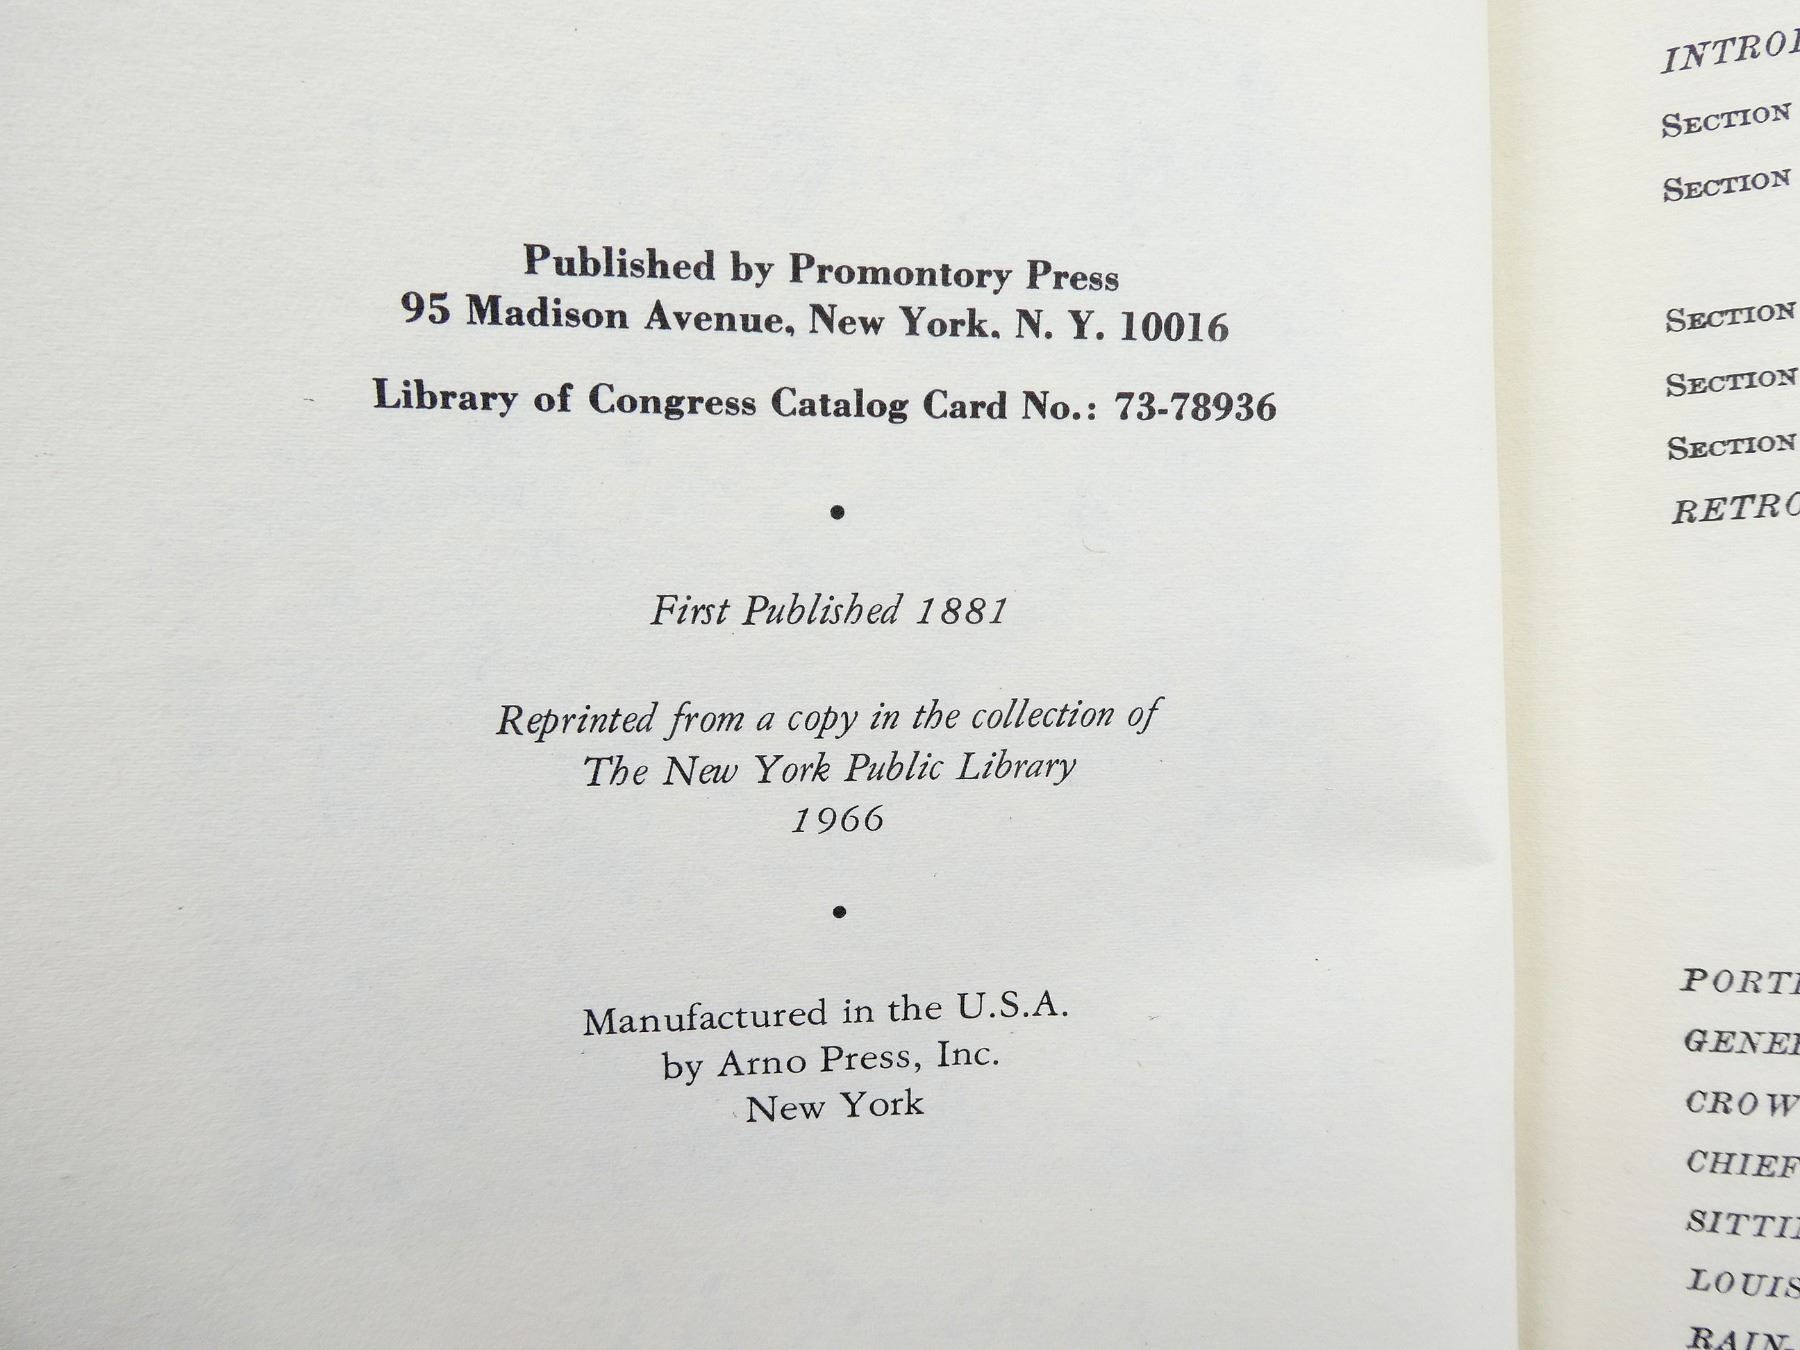 Published by Promontory Press
95 Madison Avenue, New York, N. Y. 10016
Library of Congress Catalog Card No.: 73-78936
•
First Published 1881
Reprinted from a copy in the collection of
The New York Public Library
1966
•
Manufactured in the U.S.A.
by Arno Press, Inc.
New York
SECTION
SECTION
SECTION
SECTION
SECTION